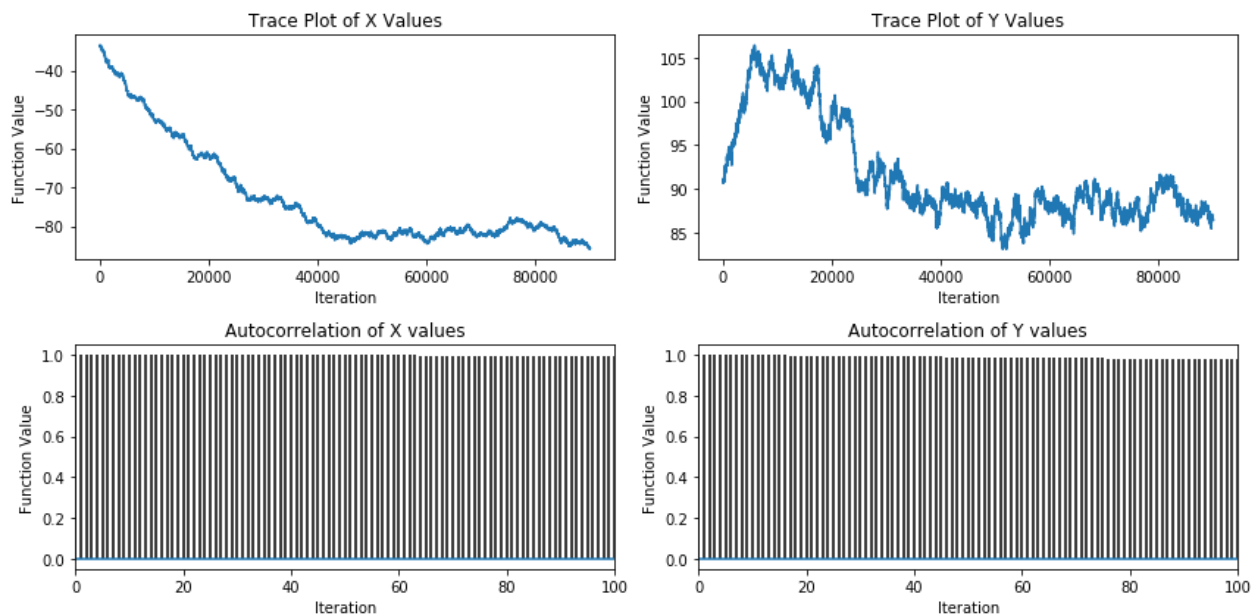 Trace Plot of X Values
Function Value
−40
−50
−60
−70
−80
0 20000 40000 60000 80000
Iteration
Trace Plot of Y Values
Function Value
105
100
95
90
85
0 20000 40000 60000 80000
Iteration
Autocorrelation of X values
Function Value
1.0
0.8
0.6
0.4
0.2
0.0
0 20 40 60 80 100
Iteration
Autocorrelation of Y values
Function Value
1.0
0.8
0.6
0.4
0.2
0.0
0 20 40 60 80 100
Iteration